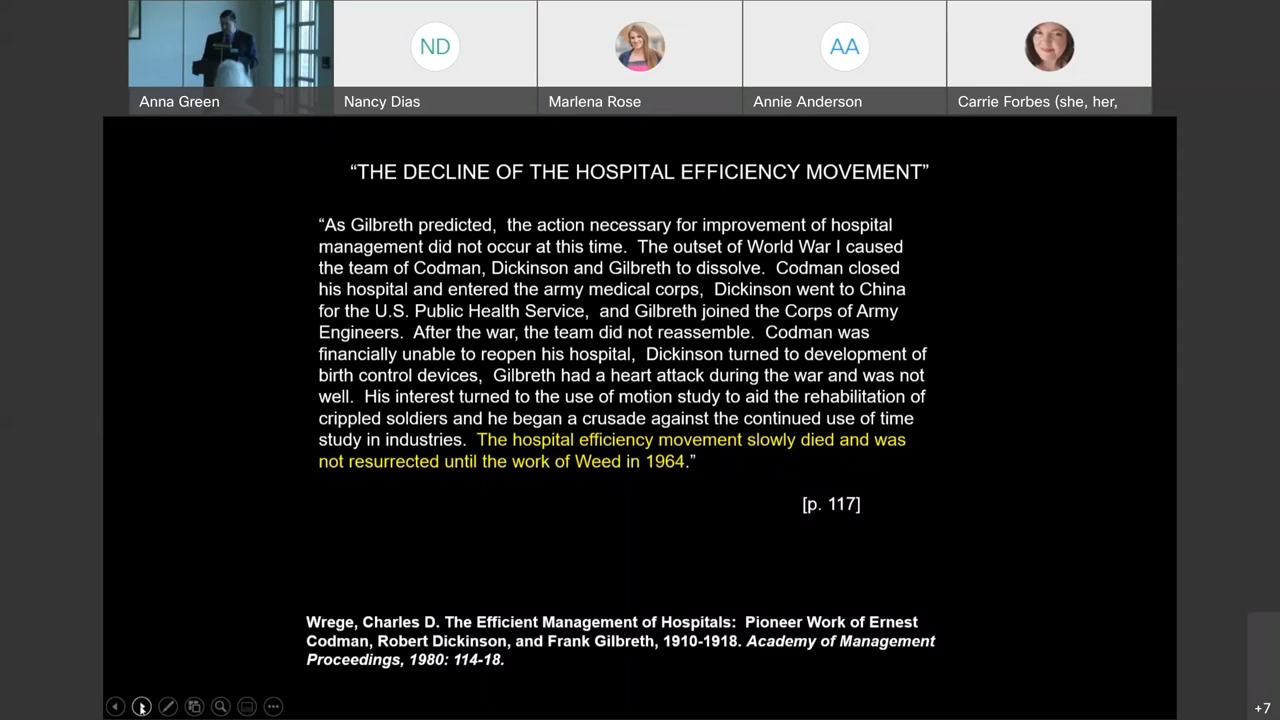 Anna Green
ND
Nancy Dias
Marlena Rose
AA
Annie Anderson
Carrie Forbes (she, her,
“THE DECLINE OF THE HOSPITAL EFFICIENCY MOVEMENT”
“As Gilbreth predicted,  the action necessary for improvement of hospital
management did not occur at this time.  The outset of World War I caused
the team of Codman, Dickinson and Gilbreth to dissolve.  Codman closed
his hospital and entered the army medical corps,  Dickinson went to China
for the U.S. Public Health Service,  and Gilbreth joined the Corps of Army
Engineers.  After the war, the team did not reassemble.  Codman was
financially unable to reopen his hospital,  Dickinson turned to development of
birth control devices,  Gilbreth had a heart attack during the war and was not
well.  His interest turned to the use of motion study to aid the rehabilitation of
crippled soldiers and he began a crusade against the continued use of time
study in industries.  The hospital efficiency movement slowly died and was
not resurrected until the work of Weed in 1964.”
[p. 117]
Wrege, Charles D. The Efficient Management of Hospitals:  Pioneer Work of Ernest
Codman, Robert Dickinson, and Frank Gilbreth, 1910-1918. Academy of Management
Proceedings, 1980: 114-18.
+7